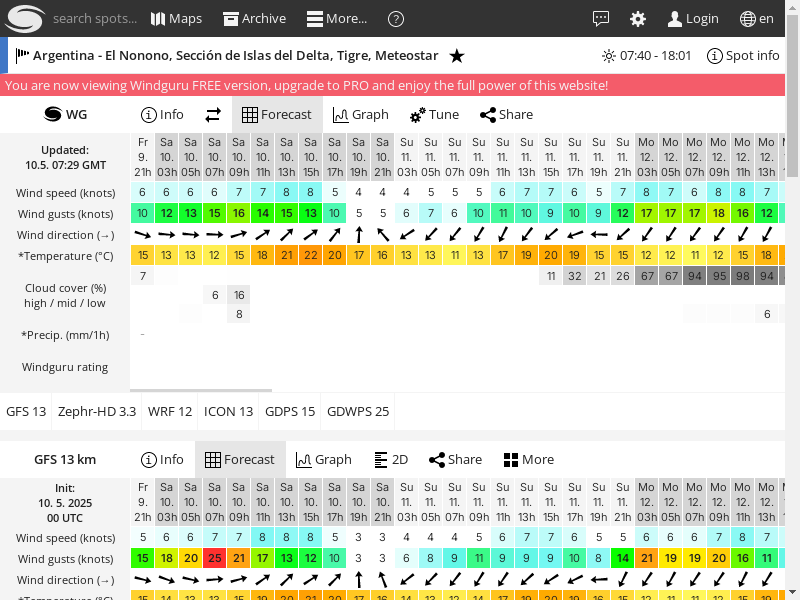 search spots... Maps Archive More... ? Login en
Argentina - El Nonono, Sección de Islas del Delta, Tigre, Meteostar ★ 07:40 - 18:01 Spot info
You are now viewing Windguru FREE version, upgrade to PRO and enjoy the full power of this website!
WG Info Forecast Graph Tune Share
Updated:
10.5. 07:29 GMT
Fr Sa Sa Sa Sa Sa Sa Sa Sa Sa Sa Su Su Su Su Su Su Su Su Su Su Mo Mo Mo Mo Mo Mo
9. 10. 10. 10. 10. 10. 10. 10. 10. 10. 10. 11. 11. 11. 11. 11. 11. 11. 11. 11. 11. 12. 12. 12. 12. 12. 12.
21h 03h 05h 07h 09h 11h 13h 15h 17h 19h 21h 03h 05h 07h 09h 11h 13h 15h 17h 19h 21h 03h 05h 07h 09h 11h 13h
Wind speed (knots) 6 6 6 6 7 7 8 8 5 4 4 4 5 5 5 6 7 7 6 5 7 8 7 6 8 8 7
Wind gusts (knots) 10 12 13 15 16 14 15 13 10 5 5 6 7 6 10 11 10 9 10 9 12 17 17 17 18 16 12
Wind direction (→)
*Temperature (°C) 15 13 13 12 15 18 21 22 20 17 16 13 13 11 13 17 19 20 19 15 15 12 12 11 12 15 18
Cloud cover (%)
high / mid / low
7 11 32 21 26 67 67 94 95 98 94
6 16
8 6
*Precip. (mm/1h) -
Windguru rating
GFS 13 Zephr-HD 3.3 WRF 12 ICON 13 GDPS 15 GDWPS 25
GFS 13 km Info Forecast Graph 2D Share More
Init:
10. 5. 2025
00 UTC
Fr Sa Sa Sa Sa Sa Sa Sa Sa Sa Sa Su Su Su Su Su Su Su Su Su Su Mo Mo Mo Mo Mo Mo
9. 10. 10. 10. 10. 10. 10. 10. 10. 10. 10. 11. 11. 11. 11. 11. 11. 11. 11. 11. 11. 12. 12. 12. 12. 12. 12.
21h 03h 05h 07h 09h 11h 13h 15h 17h 19h 21h 03h 05h 07h 09h 11h 13h 15h 17h 19h 21h 03h 05h 07h 09h 11h 13h
Wind speed (knots) 5 6 6 7 7 8 8 8 5 3 3 4 4 4 5 6 7 7 6 5 5 6 6 6 7 8 7
Wind gusts (knots) 15 18 20 25 21 17 13 12 10 3 3 6 8 9 11 9 9 9 10 8 14 21 19 19 20 16 11
Wind direction (→)